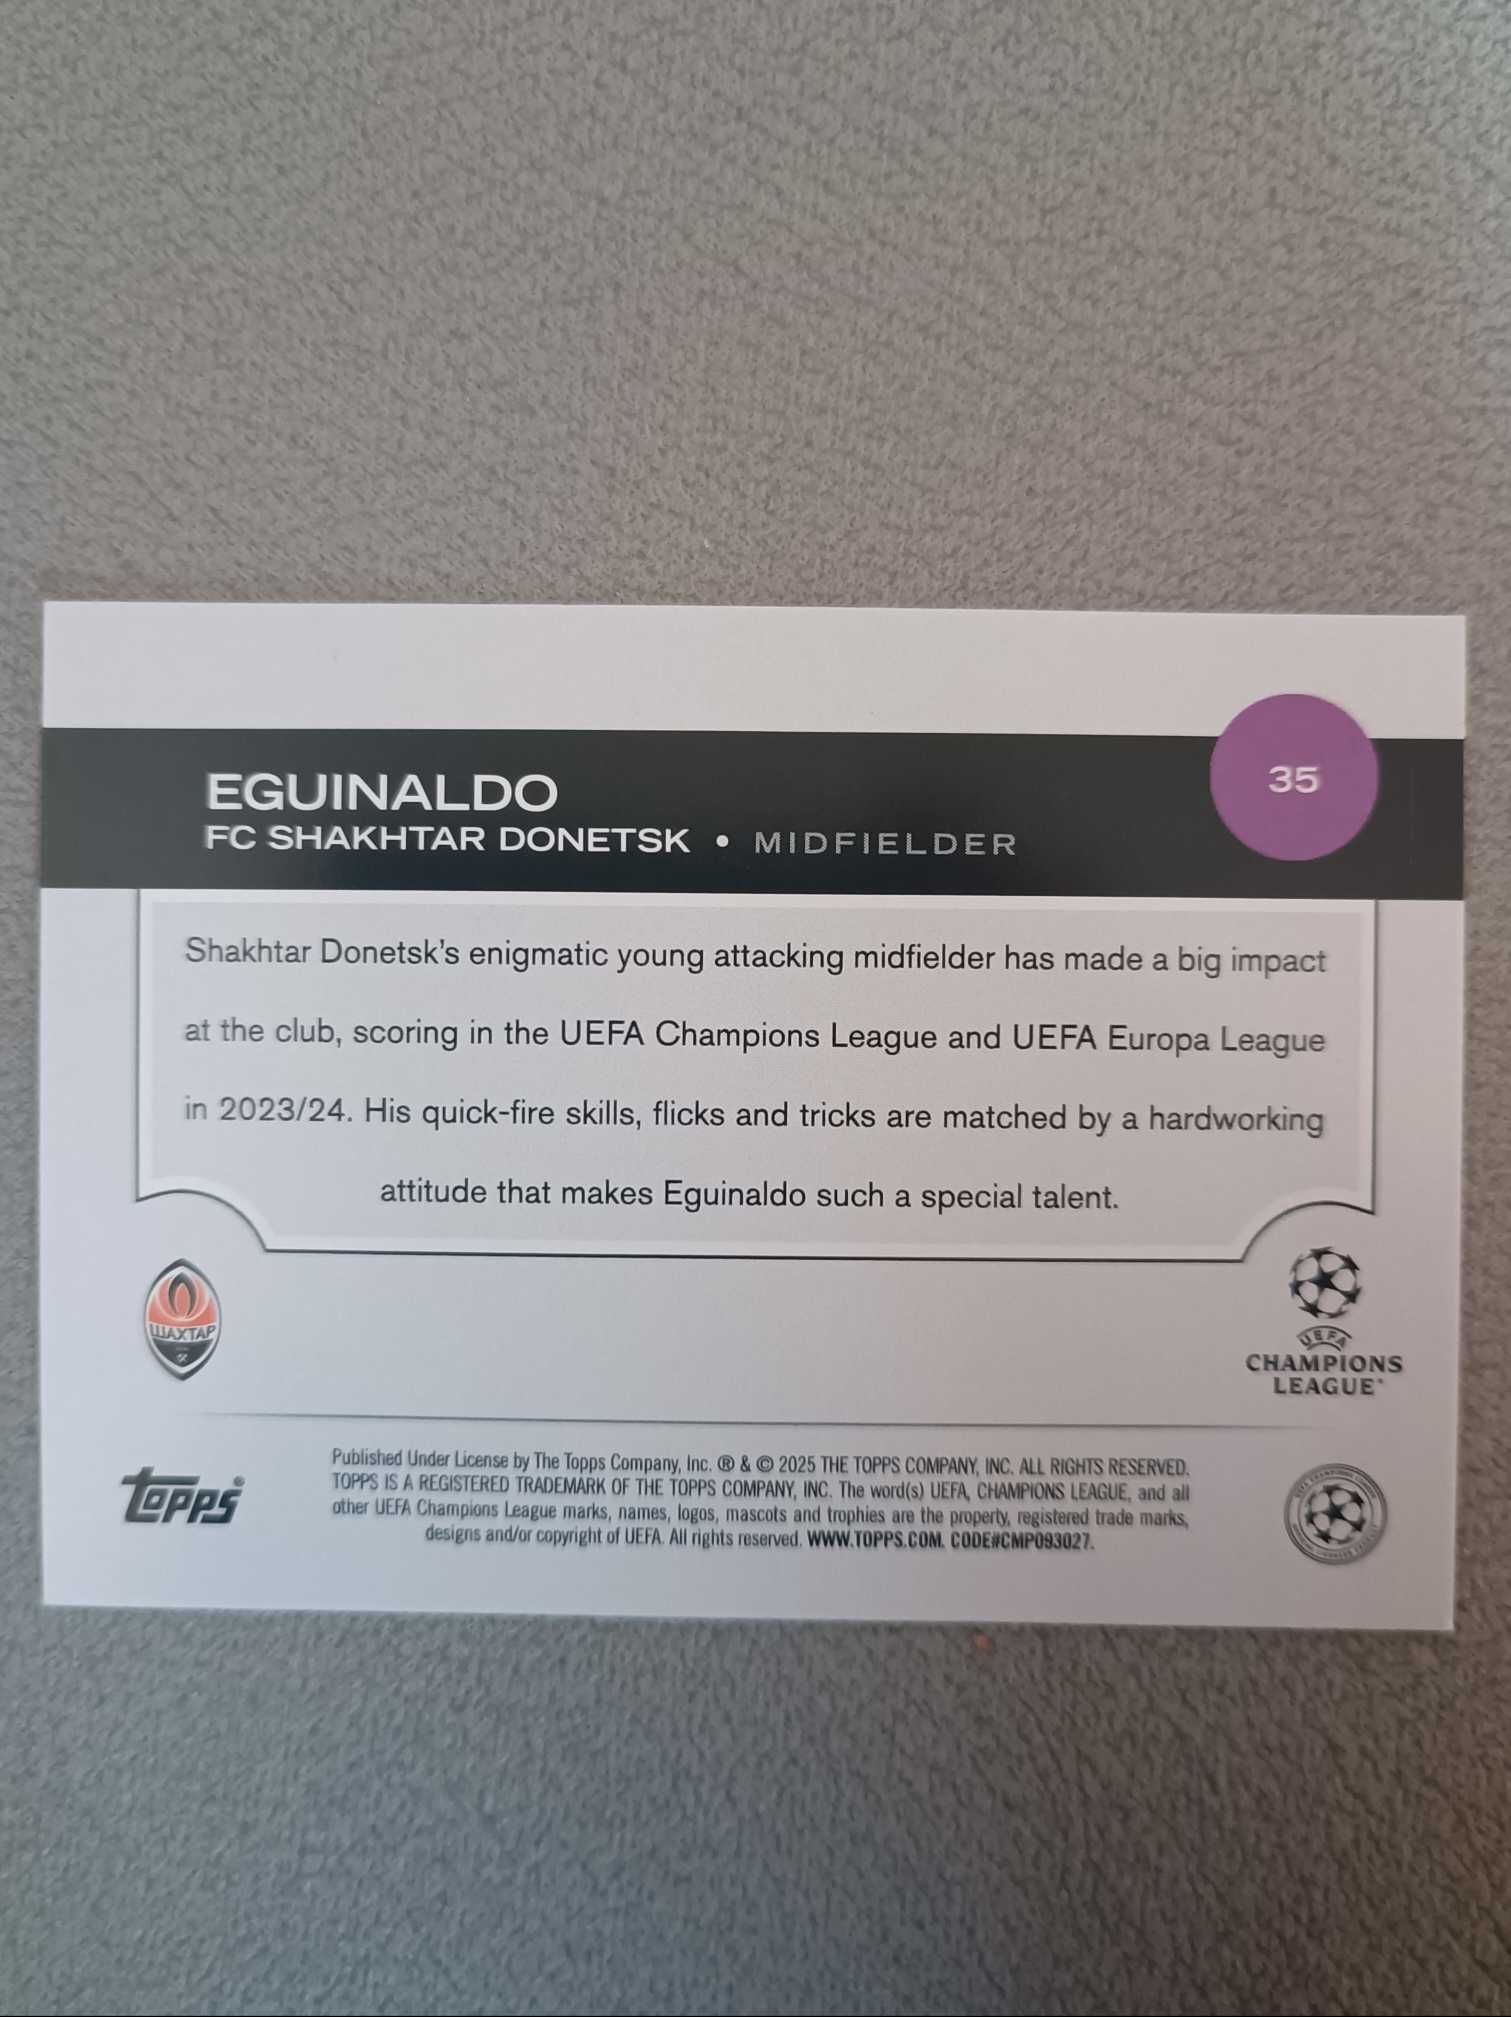 35
EGUINALDO
FC SHAKHTAR DONETSK • MIDFIELDER
Shakhtar Donetsk's enigmatic young attacking midfielder has made a big impact
at the club, scoring in the UEFA Champions League and UEFA Europa League
in 2023/24. His quick-fire skills, flicks and tricks are matched by a hardworking
attitude that makes Eguinaldo such a special talent.
ШАХТАР
UEFA
CHAMPIONS
LEAGUE
Topps®
Published Under License by The Topps Company, Inc. ® & © 2025 THE TOPPS COMPANY, INC. ALL RIGHTS RESERVED.
TOPPS IS A REGISTERED TRADEMARK OF THE TOPPS COMPANY, INC. The word(s) UEFA, CHAMPIONS LEAGUE, and all
other UEFA Champions League marks, names, logos, mascots and trophies are the property, registered trade marks,
designs and/or copyright of UEFA. All rights reserved. WWW.TOPPS.COM. CODE#CMP093027.